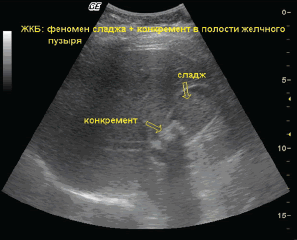 GE
ЖКБ: феномен сладжа + конкремент в полости желчного
пузыря
0
сладж
5
конкремент
10
15